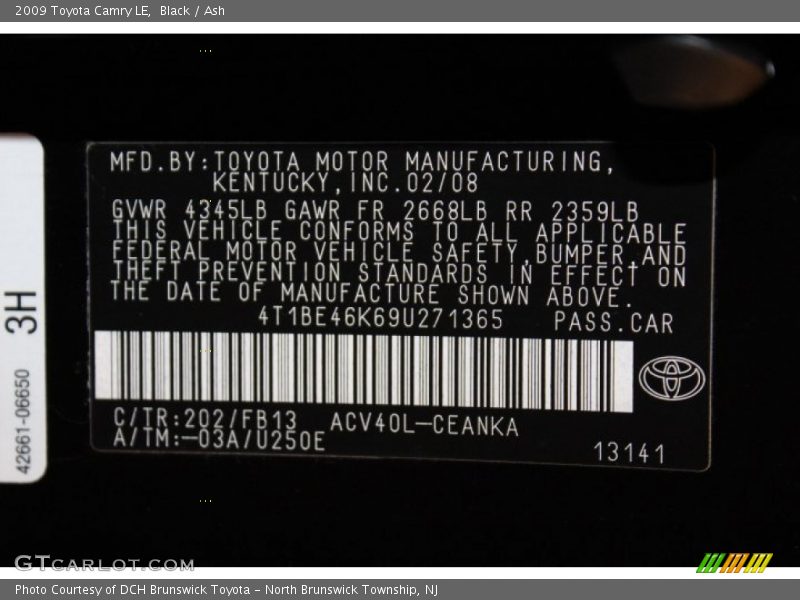 2009 Toyota Camry LE, Black / Ash
MFD.BY:TOYOTA MOTOR MANUFACTURING,
KENTUCKY,INC.02/08
GVWR 4345LB GAWR FR 2668LB RR 2359LB
THIS VEHICLE CONFORMS TO ALL APPLICABLE
FEDERAL MOTOR VEHICLE SAFETY,BUMPER,AND
THEFT PREVENTION STANDARDS IN EFFECT ON
THE DATE OF MANUFACTURE SHOWN ABOVE.
4T1BE46K69U271365 PASS.CAR
C/TR:202/FB13 ACV40L-CEANKA
A/TM:-03A/U250E
13141
3H
42661-06650
GTCARLOT.COM
Photo Courtesy of DCH Brunswick Toyota - North Brunswick Township, NJ